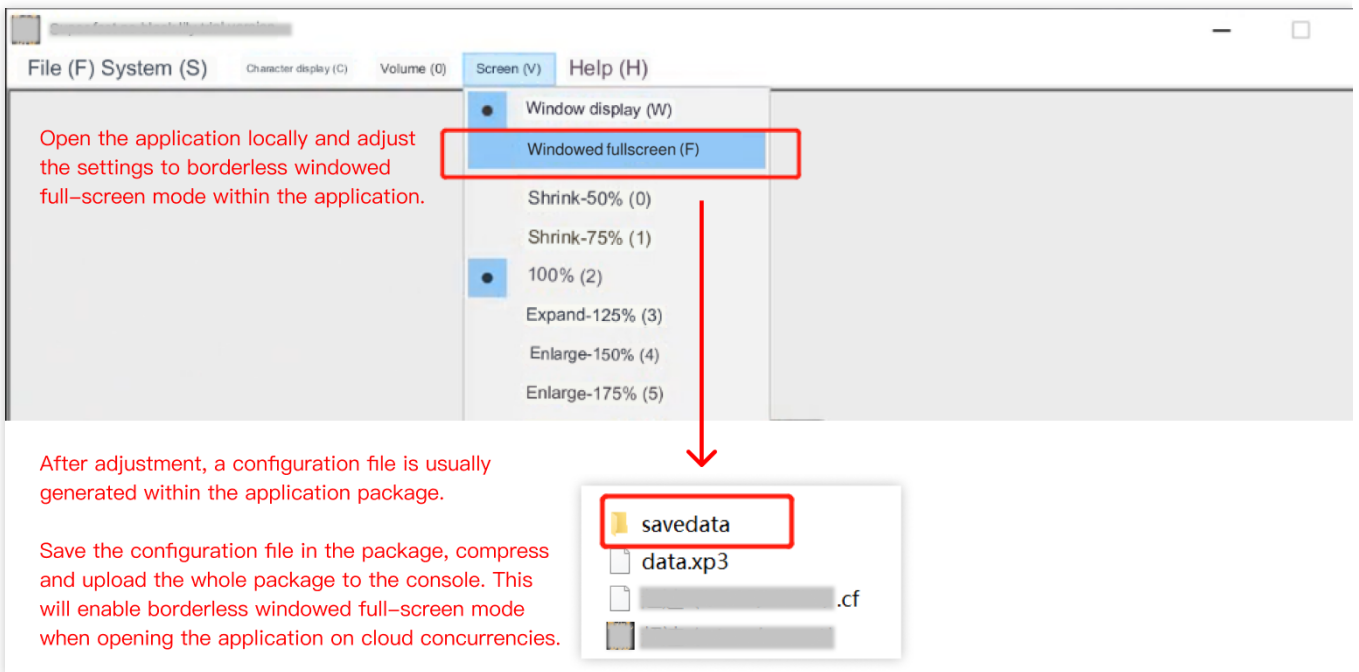 File (F) System (S) Character display (C) Volume (0) Screen (V) Help (H)
Window display (W)
Windowed fullscreen (F)
Shrink-50% (0)
Shrink-75% (1)
100% (2)
Expand-125% (3)
Enlarge-150% (4)
Enlarge-175% (5)
Open the application locally and adjust
the settings to borderless windowed
full-screen mode within the application.
After adjustment, a configuration file is usually
generated within the application package.
Save the configuration file in the package, compress
and upload the whole package to the console. This
will enable borderless windowed full-screen mode
when opening the application on cloud concurrencies.
savedata
data.xp3
.cf